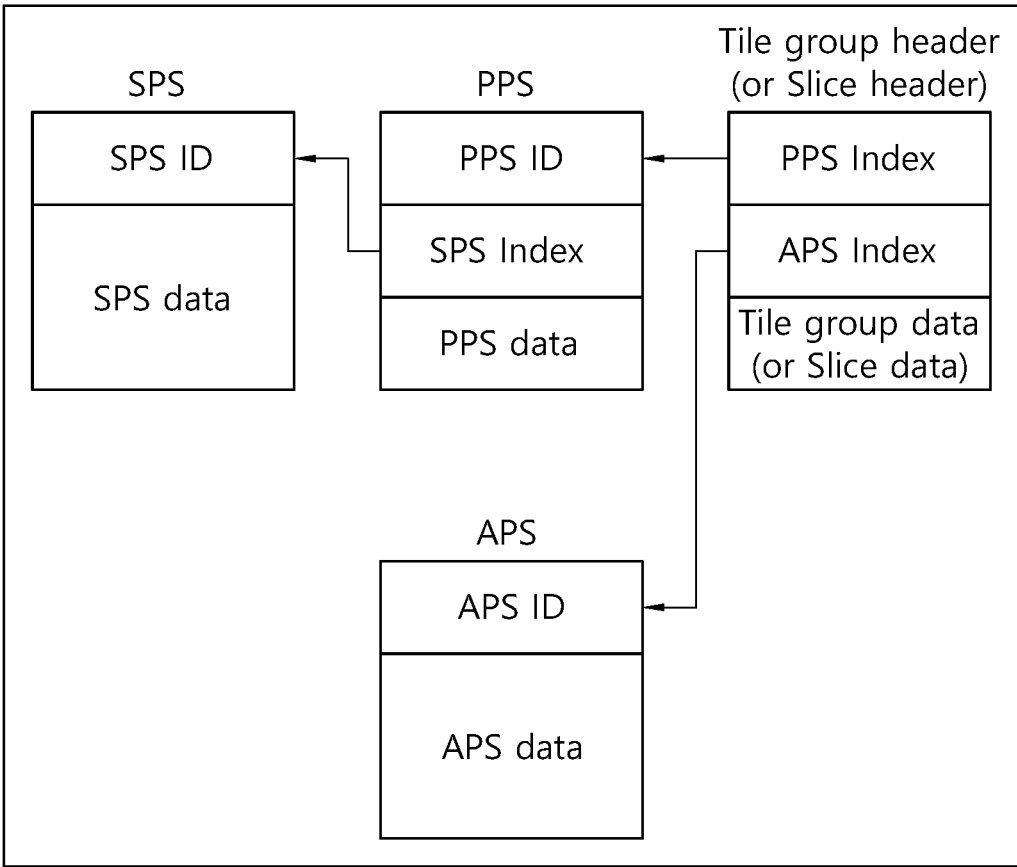 Tile group header
(or Slice header)
SPS
PPS
SPS ID
PPS ID
PPS Index
SPS data
SPS Index
APS Index
PPS data
Tile group data
(or Slice data)
APS
APS ID
APS data